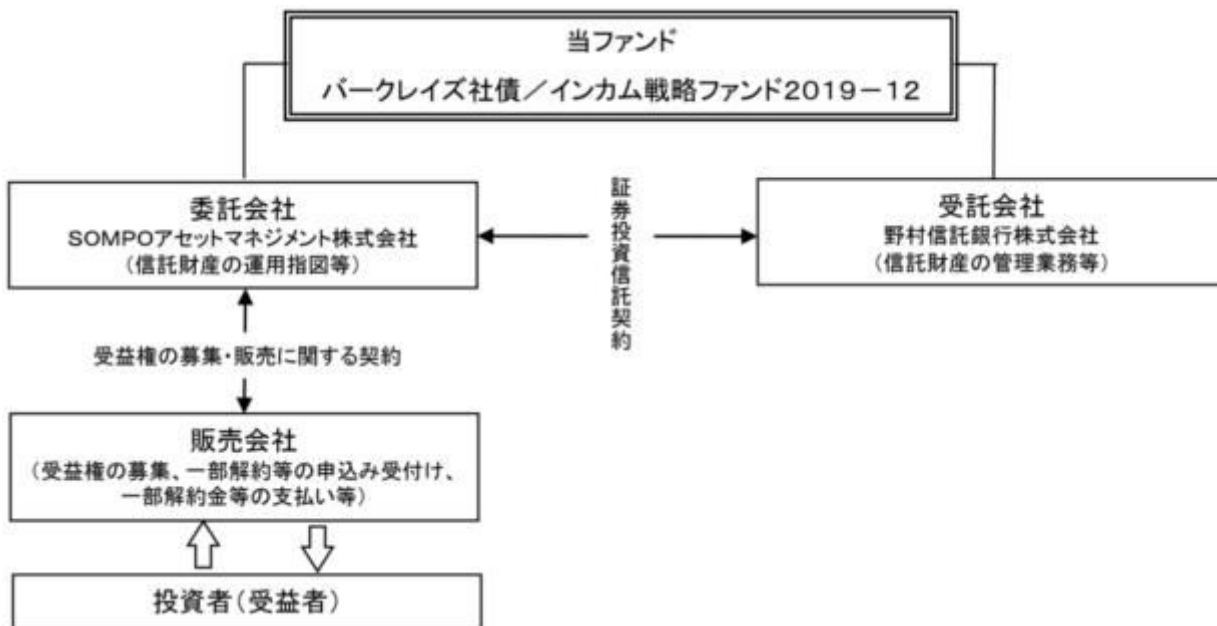 当ファンド
バークレイズ社債／インカム戦略ファンド２０１９－１２
委託会社
ＳＯＭＰＯアセットマネジメント株式会社
（信託財産の運用指図等）
証券投資信託契約
受託会社
野村信託銀行株式会社
（信託財産の管理業務等）
受益権の募集・販売に関する契約
販売会社
（受益権の募集、一部解約等の申込み受付け、
一部解約金等の支払い等）
投資者（受益者）